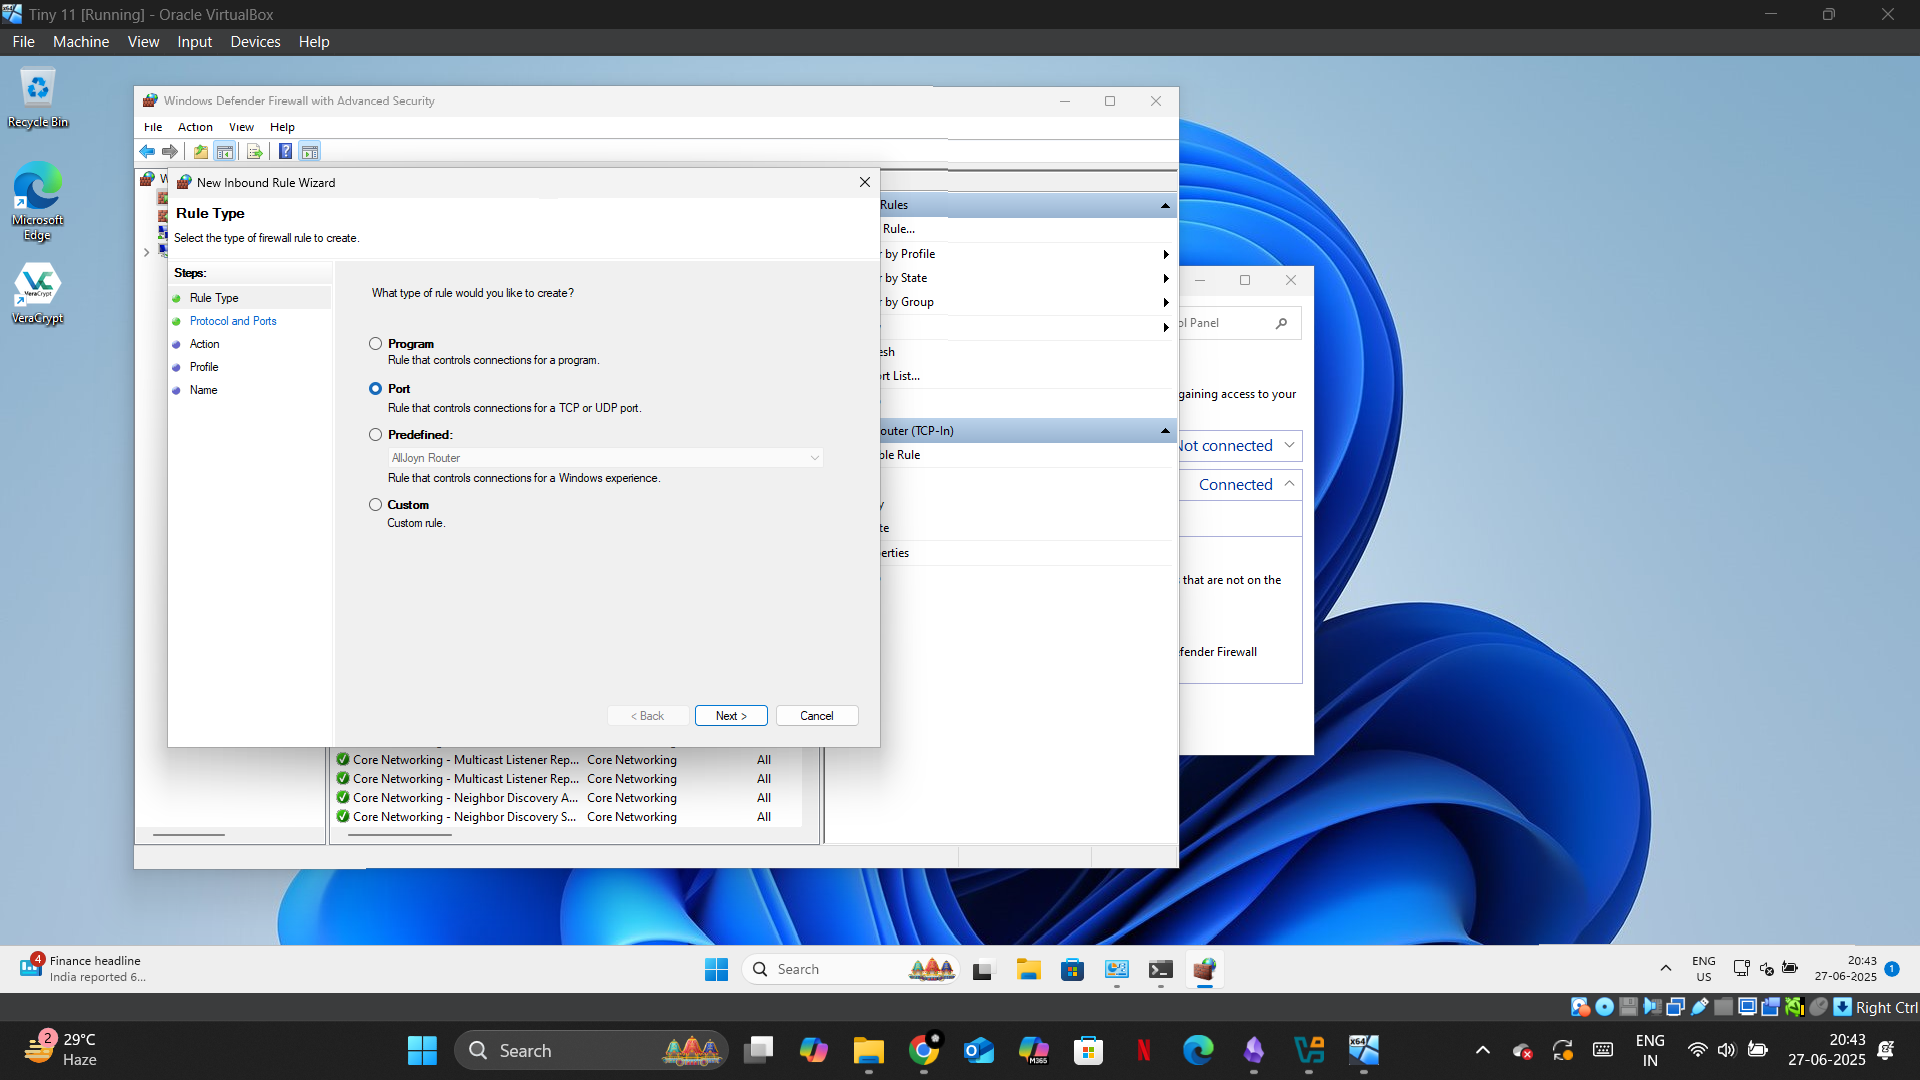 Tiny 11 [Running] - Oracle VirtualBox
File Machine View Input Devices Help
Recycle Bin
Microsoft
Edge
VeraCrypt
VeraCrypt
Windows Defender Firewall with Advanced Security
File Action View Help
W
New Inbound Rule Wizard
Rule Type
Select the type of firewall rule to create.
Steps:
Rule Type
Protocol and Ports
Action
Profile
Name
What type of rule would you like to create?
Program
Rule that controls connections for a program.
Port
Rule that controls connections for a TCP or UDP port.
Predefined:
AllJoyn Router
Rule that controls connections for a Windows experience.
Custom
Custom rule.
< Back Next > Cancel
Rules
Rule...
r by Profile
r by State
r by Group
esh
rt List...
outer (TCP-In)
ble Rule
y
te
erties
ol Panel
gaining access to your
Not connected
Connected
s that are not on the
efender Firewall
Core Networking - Multicast Listener Rep... Core Networking All
Core Networking - Multicast Listener Rep... Core Networking All
Core Networking - Neighbor Discovery A... Core Networking All
Core Networking - Neighbor Discovery S... Core Networking All
4
Finance headline
India reported 6...
Search
ENG
US
20:43
27-06-2025
1
Right Ctrl
2
29°C
Haze
Search
M365
x64
ENG
IN
20:43
27-06-2025